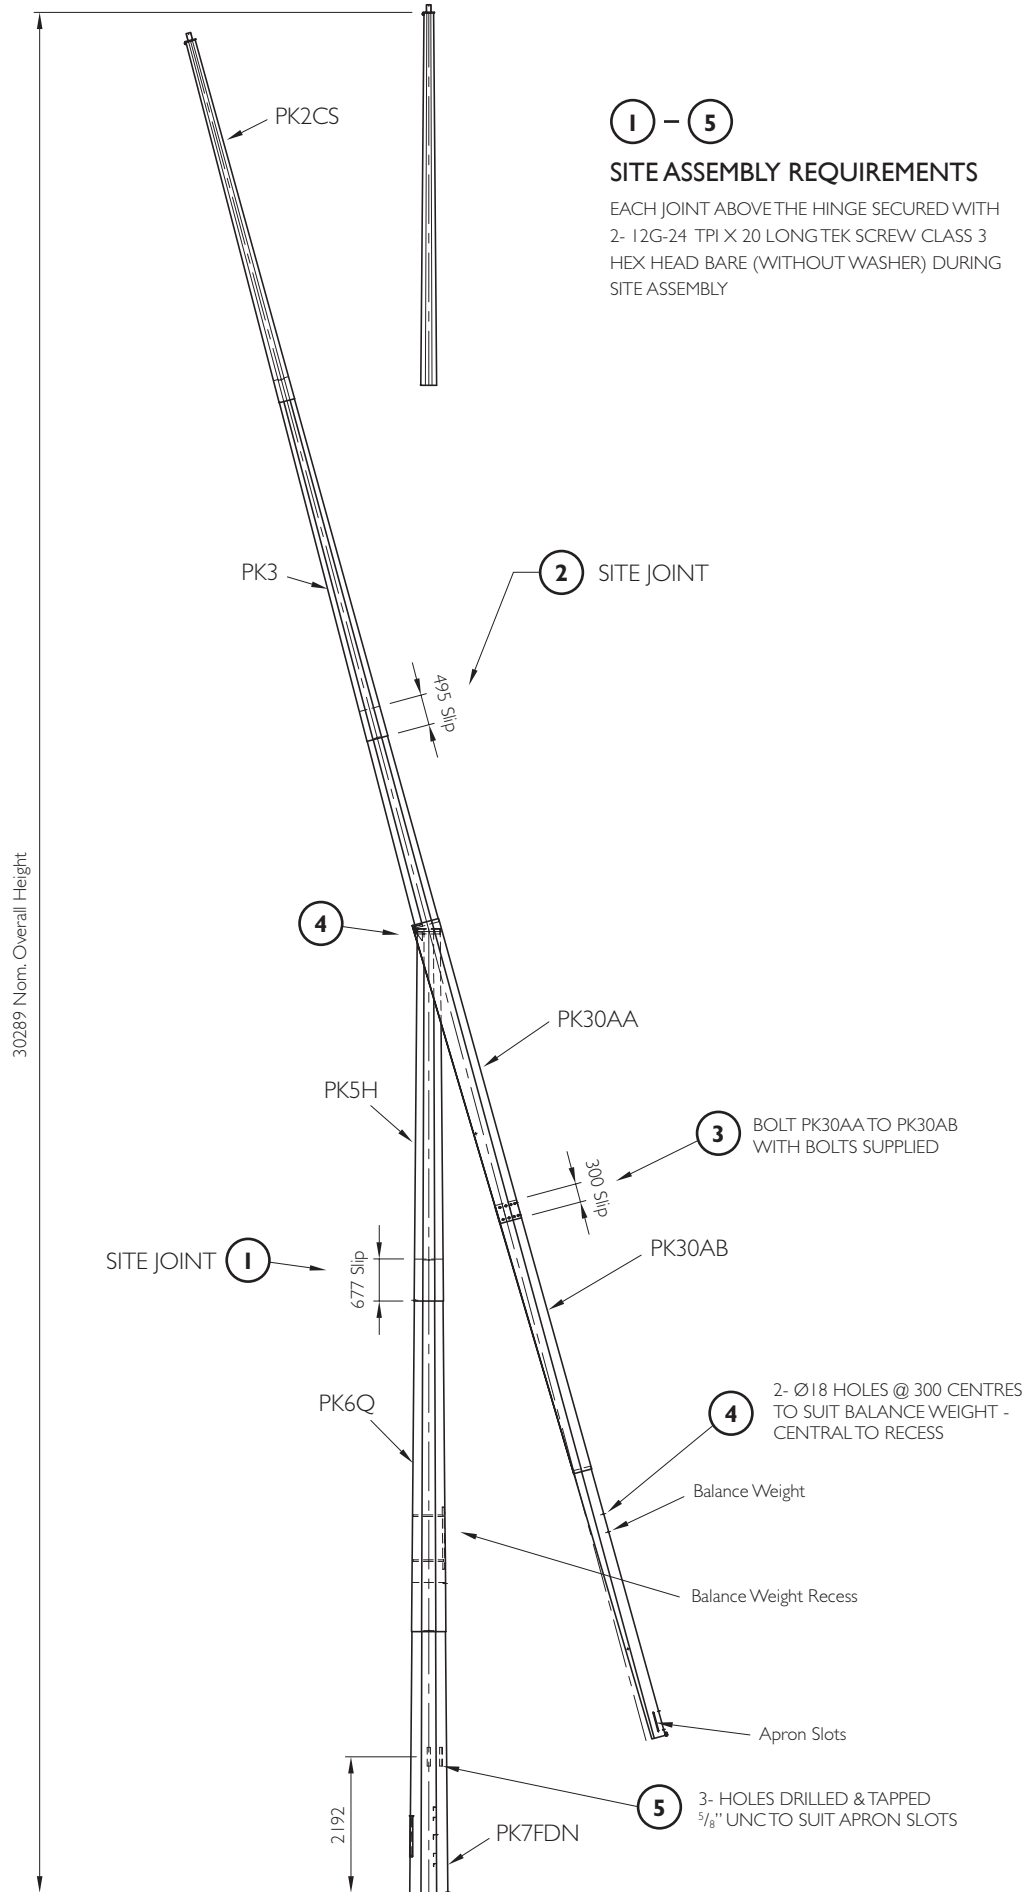 PK2CS
1 – 5
SITE ASSEMBLY REQUIREMENTS
EACH JOINT ABOVE THE HINGE SECURED WITH
2- 12G-24 TPI X 20 LONG TEK SCREW CLASS 3
HEX HEAD BARE (WITHOUT WASHER) DURING
SITE ASSEMBLY
PK3
2 SITE JOINT
495 Slip
30289 Nom. Overall Height
4
PK30AA
PK5H
3 BOLT PK30AA TO PK30AB
WITH BOLTS SUPPLIED
300 Slip
PK30AB
SITE JOINT 1
677 Slip
PK6Q
4 2- Ø18 HOLES @ 300 CENTRES
TO SUIT BALANCE WEIGHT -
CENTRAL TO RECESS
Balance Weight
Balance Weight Recess
Apron Slots
2192
5 3- HOLES DRILLED & TAPPED
5/8" UNC TO SUIT APRON SLOTS
PK7FDN